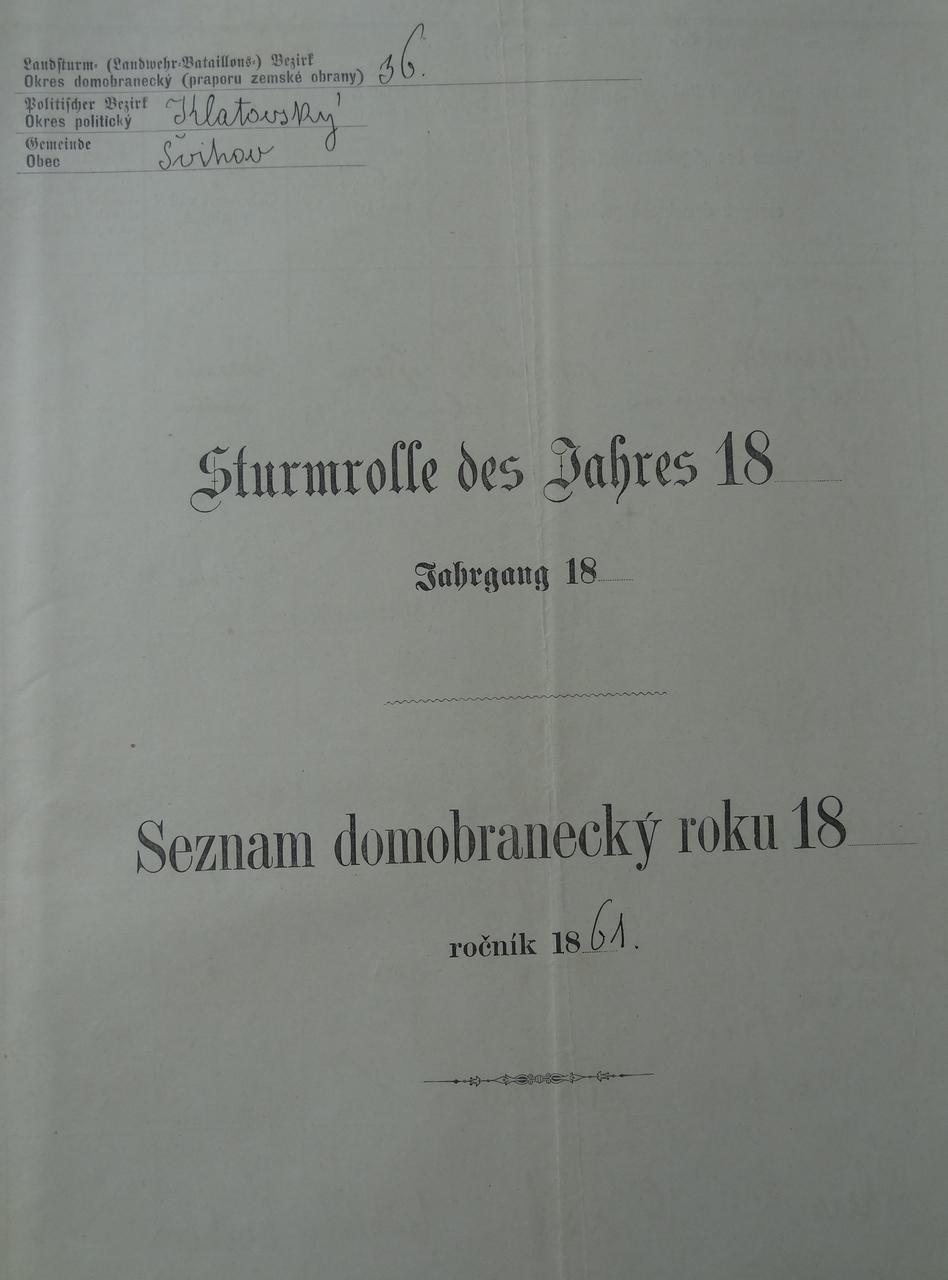 Landsturm- (Landwehr-Bataillons-) Bezirk
Okres domobranecký (praporu zemské obrany) 36.
Politischer Bezirk
Okres politický Klatovský
Gemeinde
Obec Švihov
Sturmrolle des Jahres 18
Jahrgang 18
Seznam domobranecký roku 18
ročník 1861.